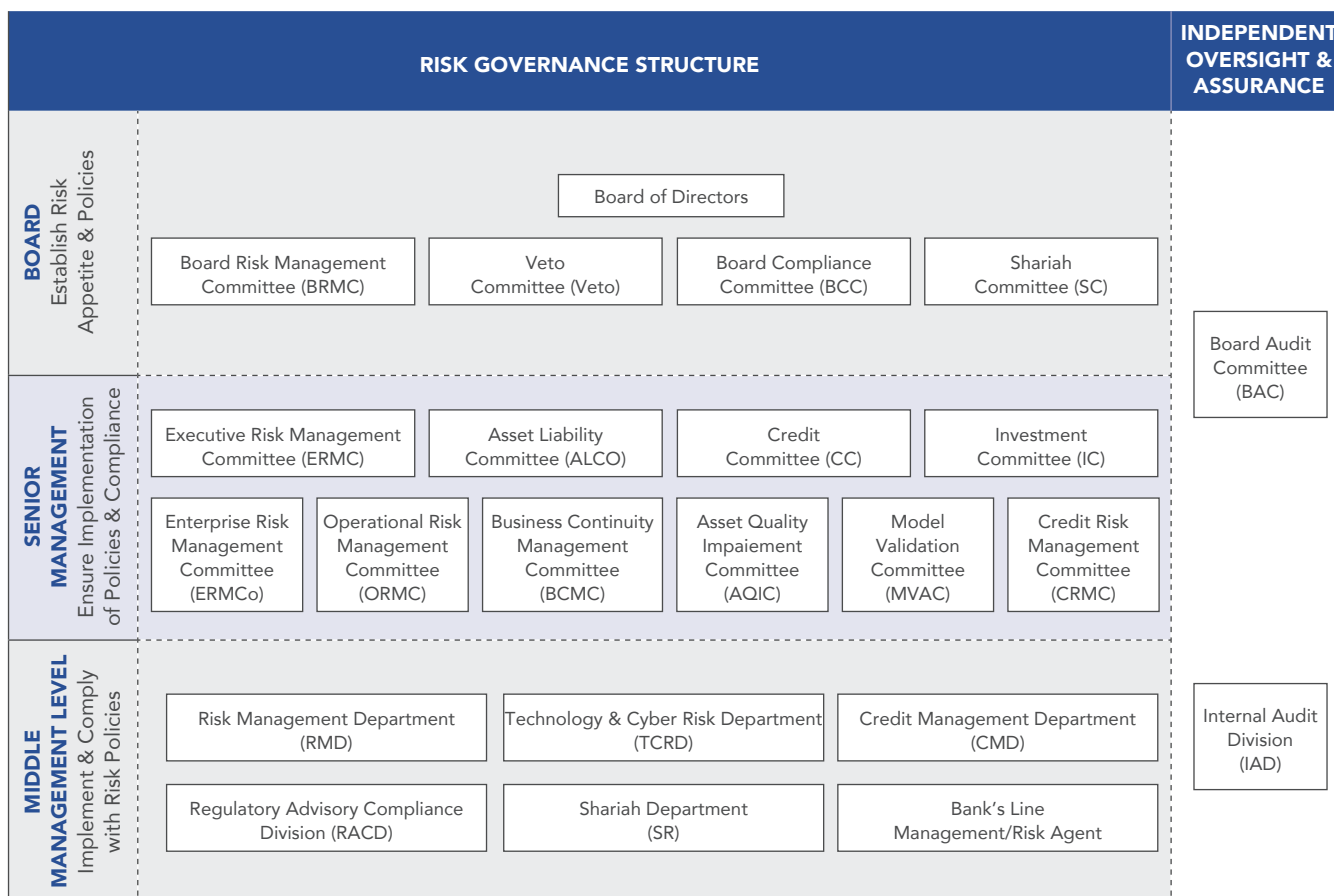 RISK GOVERNANCE STRUCTURE
INDEPENDENT
OVERSIGHT &
ASSURANCE
BOARD
Establish Risk
Appetite & Policies
Board of Directors
Board Risk Management
Committee (BRMC)
Veto
Committee (Veto)
Board Compliance
Committee (BCC)
Shariah
Committee (SC)
Board Audit
Committee
(BAC)
SENIOR
MANAGEMENT
Ensure Implementation
of Policies & Compliance
Executive Risk Management
Committee (ERMC)
Asset Liability
Committee (ALCO)
Credit
Committee (CC)
Investment
Committee (IC)
Enterprise Risk
Management
Committee
(ERMCo)
Operational Risk
Management
Committee
(ORMC)
Business Continuity
Management
Committee
(BCMC)
Asset Quality
Impaiement
Committee
(AQIC)
Model
Validation
Committee
(MVAC)
Credit Risk
Management
Committee
(CRMC)
MIDDLE
MANAGEMENT LEVEL
Implement & Comply
with Risk Policies
Risk Management Department
(RMD)
Technology & Cyber Risk Department
(TCRD)
Credit Management Department
(CMD)
Regulatory Advisory Compliance
Division (RACD)
Shariah Department
(SR)
Bank’s Line
Management/Risk Agent
Internal Audit
Division
(IAD)